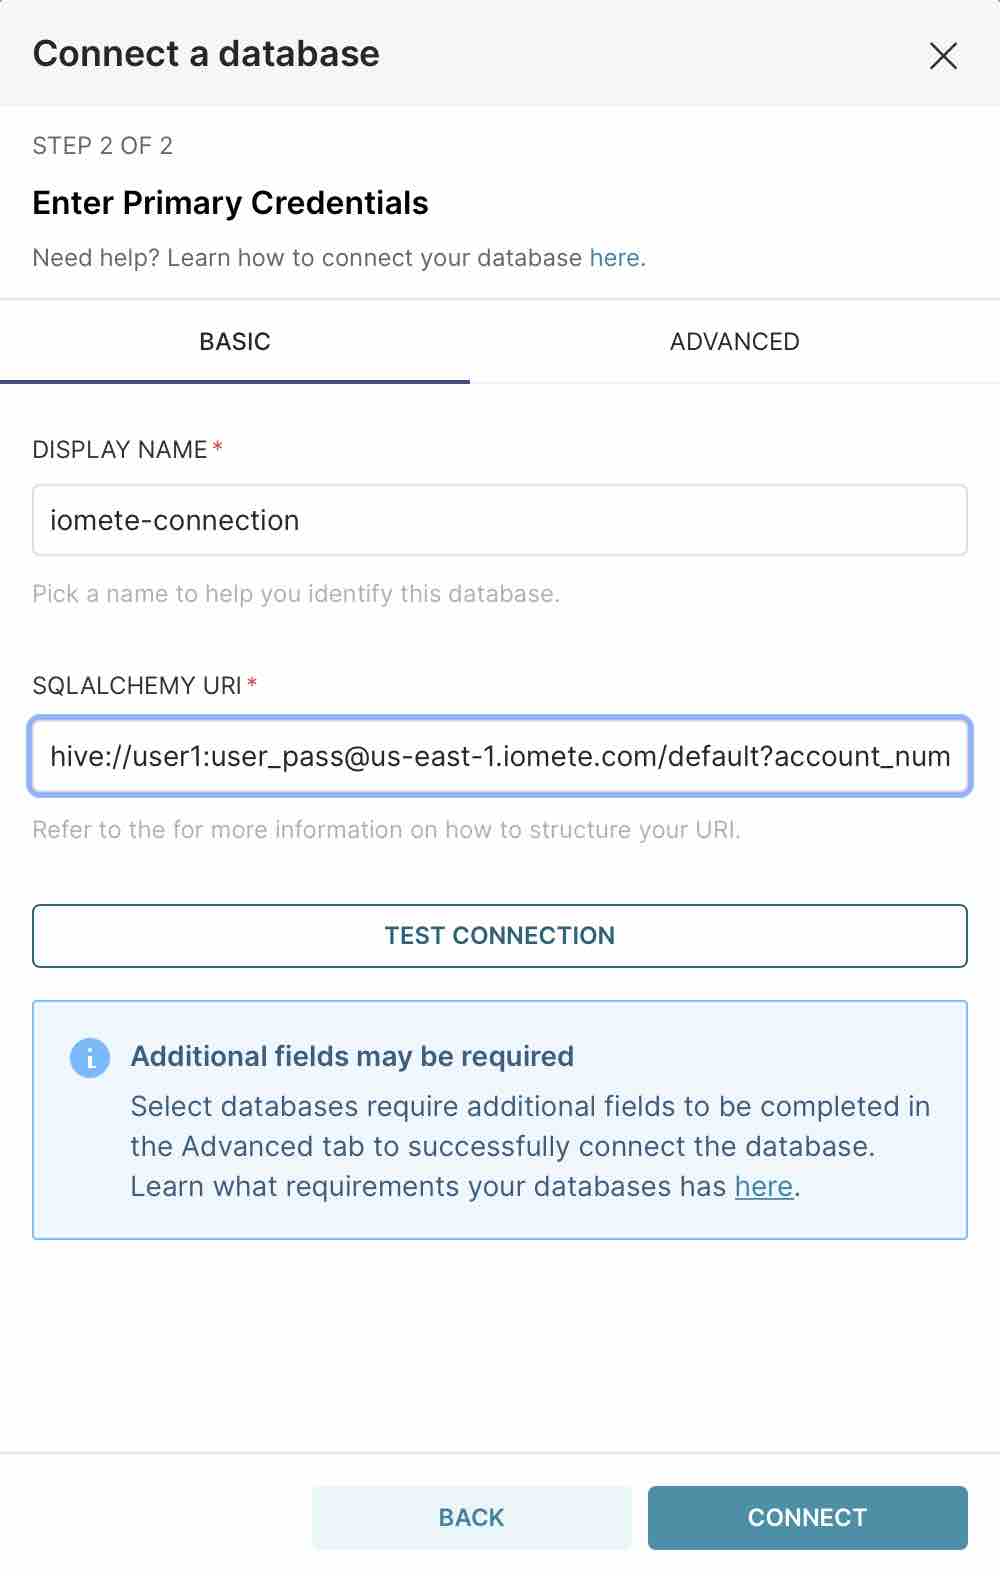 Connect a database
STEP 2 OF 2
Enter Primary Credentials
Need help? Learn how to connect your database here.
BASIC
ADVANCED
DISPLAY NAME *
iomete-connection
Pick a name to help you identify this database.
SQLALCHEMY URI *
hive://user1:user_pass@us-east-1.iomete.com/default?account_num
Refer to the for more information on how to structure your URI.
TEST CONNECTION
Additional fields may be required
Select databases require additional fields to be completed in
the Advanced tab to successfully connect the database.
Learn what requirements your databases has here.
BACK
CONNECT